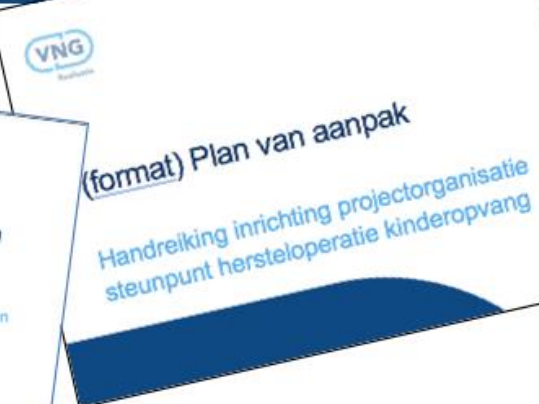 VNG
Realisatie
(format) Plan van aanpak
Handreiking inrichting projectorganisatie
steunpunt hersteloperatie kinderopvang
n